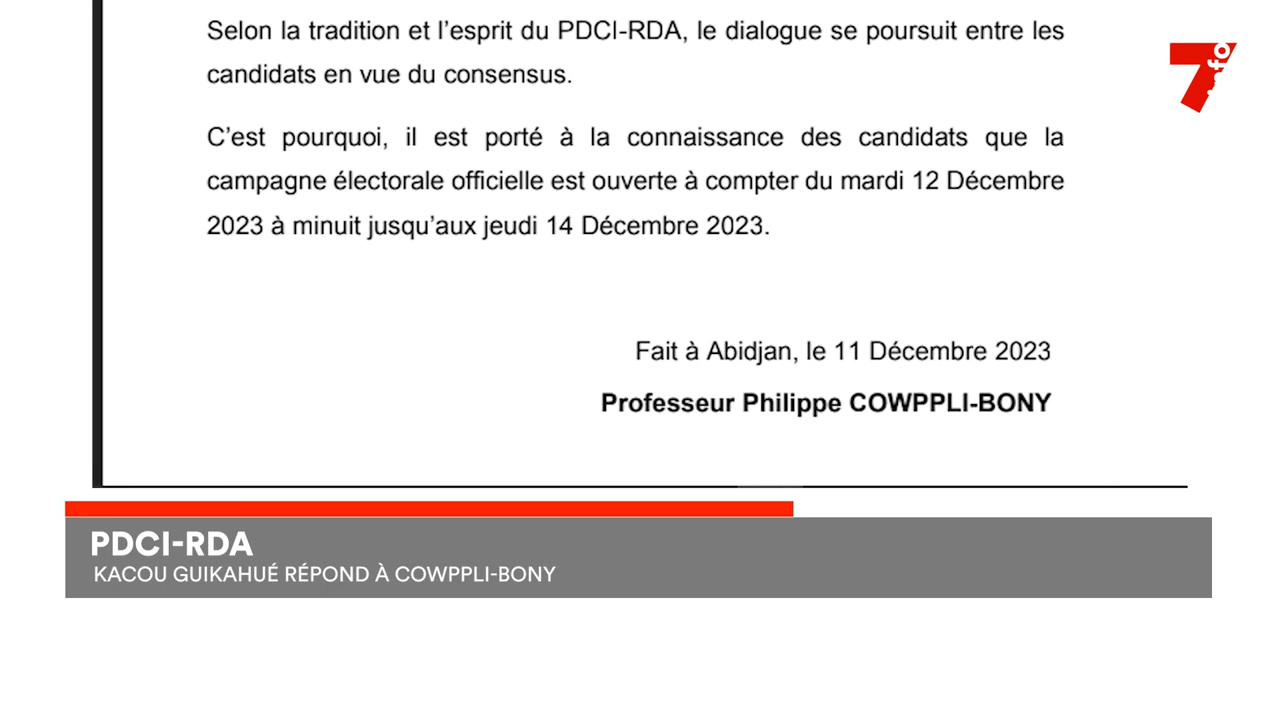 Selon la tradition et l’esprit du PDCI-RDA, le dialogue se poursuit entre les
candidats en vue du consensus.
C’est pourquoi, il est porté à la connaissance des candidats que la
campagne électorale officielle est ouverte à compter du mardi 12 Décembre
2023 à minuit jusqu’aux jeudi 14 Décembre 2023.
Fait à Abidjan, le 11 Décembre 2023
Professeur Philippe COWPPLI-BONY
PDCI-RDA
KACOU GUIKAHUÉ RÉPOND À COWPPLI-BONY
7